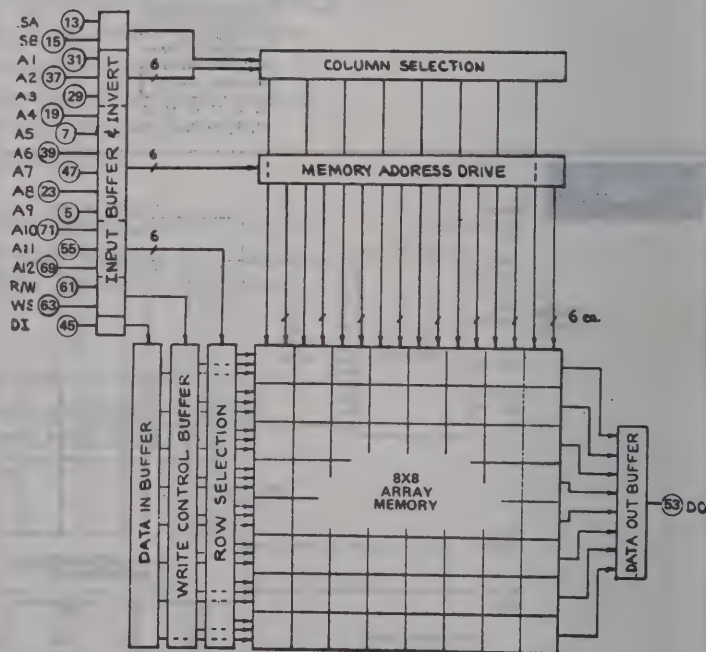 SA 13
SB 15
A1 31
A2 37
A3 29
A4 19
A5 7
A6 39
A7 47
A8 23
A9 5
A10 71
A11 55
A12 69
R/W 61
WS 63
DI 45
INPUT BUFFER & INVERT
6
6
6
COLUMN SELECTION
MEMORY ADDRESS DRIVE
6 ea.
DATA IN BUFFER
WRITE CONTROL BUFFER
ROW SELECTION
8X8
ARRAY
MEMORY
DATA OUT BUFFER
53 DO